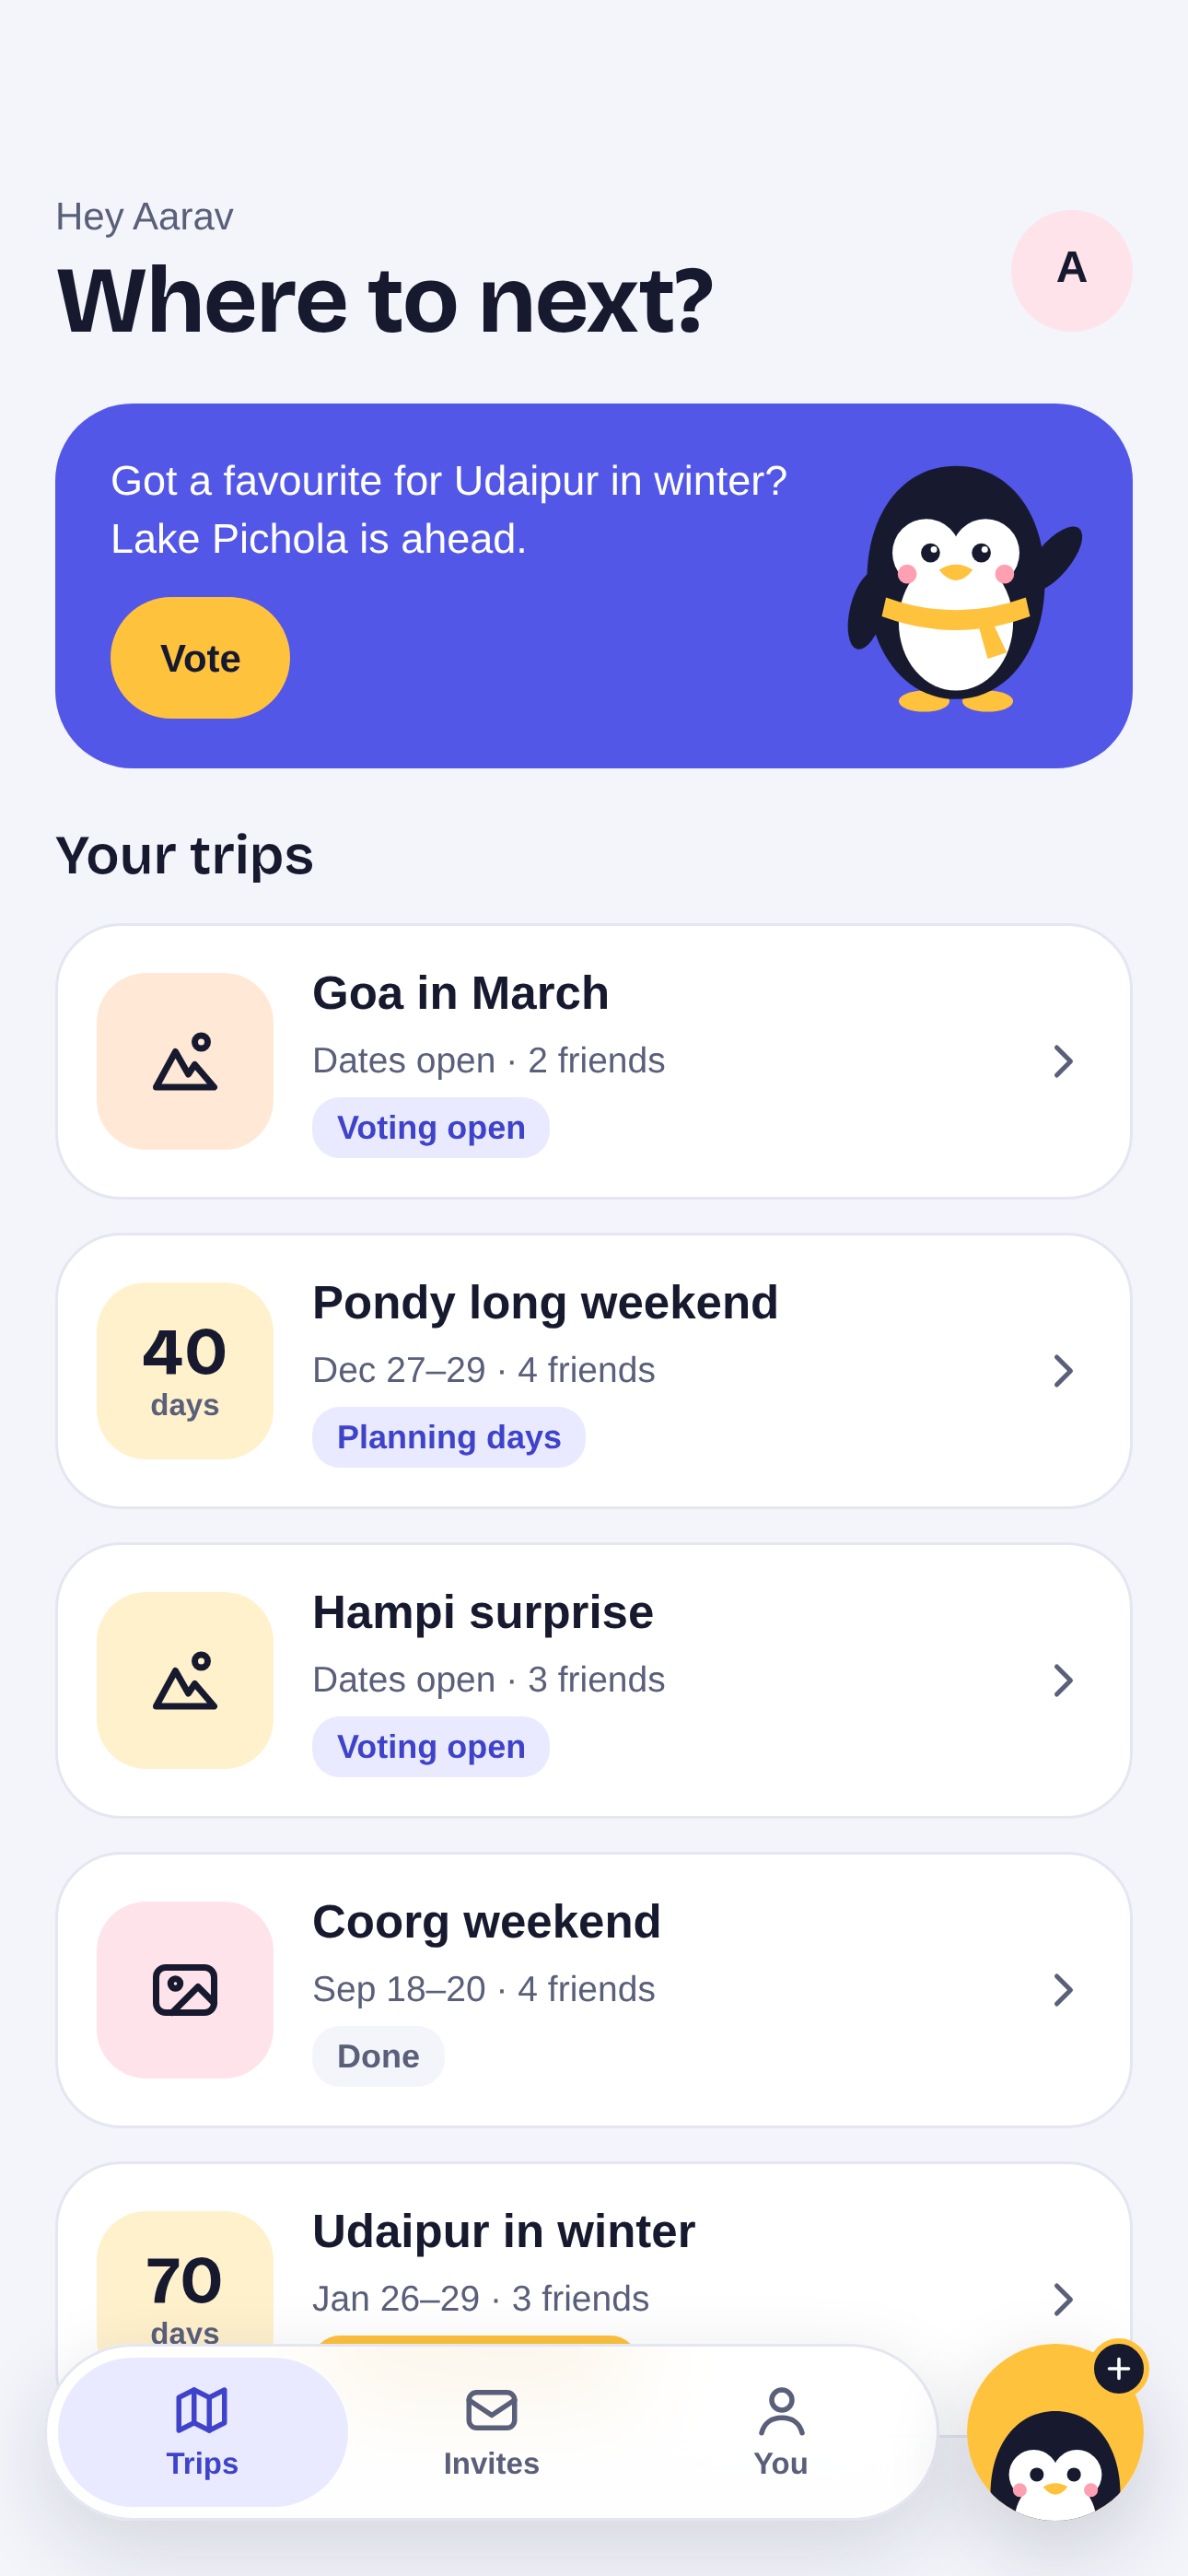 Hey Aarav
Where to next?
A
Got a favourite for Udaipur in winter?
Lake Pichola is ahead.
Vote
Your trips
Goa in March
Dates open · 2 friends
Voting open
40
days
Pondy long weekend
Dec 27–29 · 4 friends
Planning days
Hampi surprise
Dates open · 3 friends
Voting open
Coorg weekend
Sep 18–20 · 4 friends
Done
70
days
Udaipur in winter
Jan 26–29 · 3 friends
Trips
Invites
You